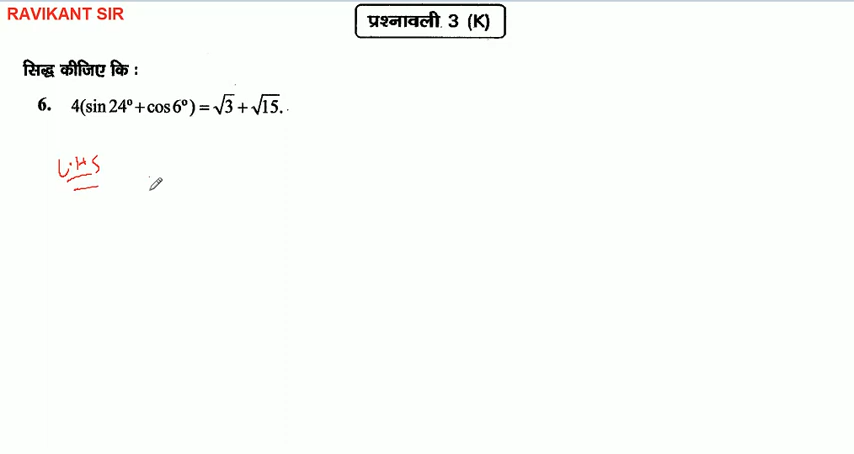 RAVIKANT SIR
प्रश्नावली 3 (K)
सिद्ध कीजिए कि :
6. 4(sin 24° + cos 6°) = √3 + √15.
L.H.S